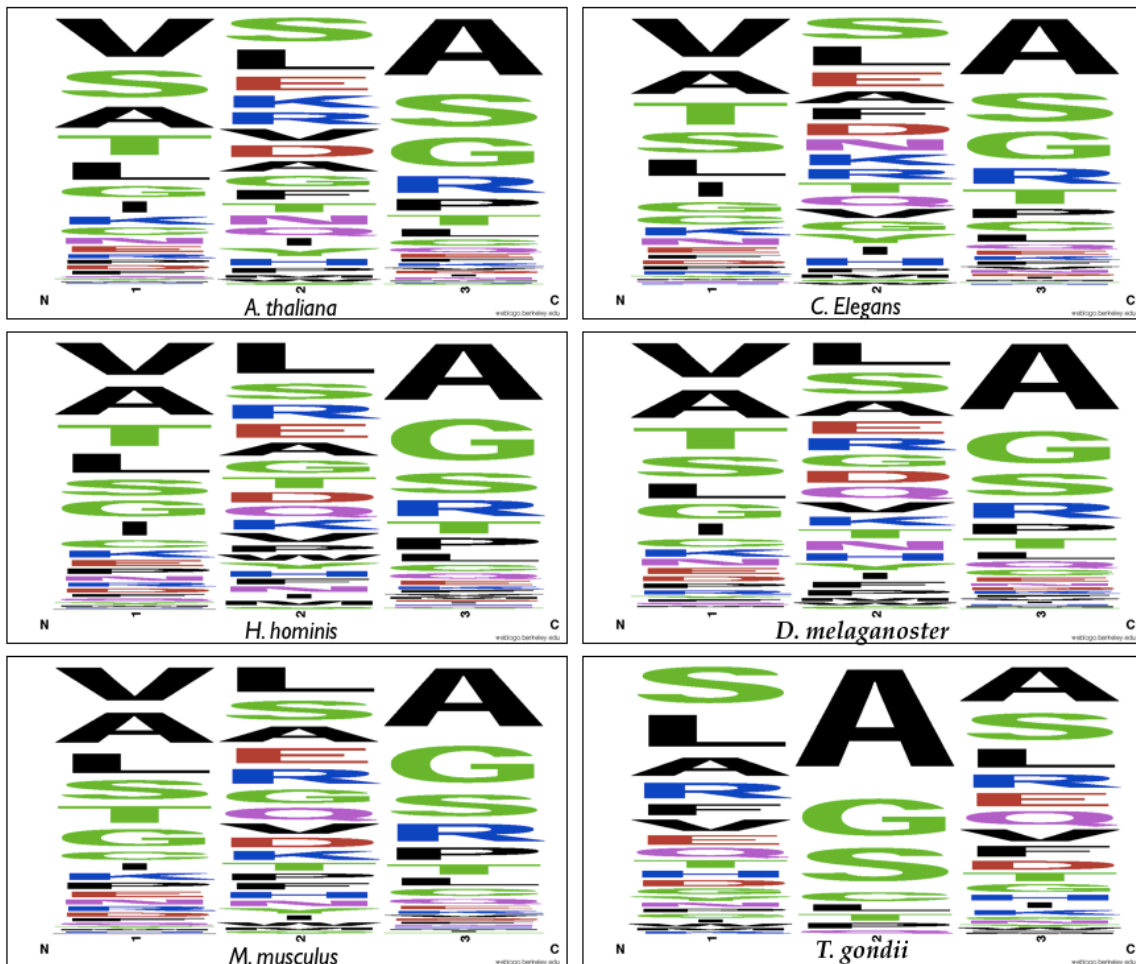 V S A T L G I K C N
S L E K R V D A G F T N Q I Y H
A S G R P T L C
N 1 2 3 C
A. thaliana
weblogo.berkeley.edu
V A T S L I G C K N
S L E A F D N K R T Q V G Y I H
A S G R T P L C
N 1 2 3 C
C. Elegans
weblogo.berkeley.edu
V A T L S G I C K E P N
L S R E A G T D Q K V P M Y H F N I
A G S R T P L C Q
N 1 2 3 C
H. hominis
weblogo.berkeley.edu
V A T S L G I C K N
L S A E R G D Q V K T N H I P F
A G S R P T L
N 1 2 3 C
D. melaganoster
weblogo.berkeley.edu
V A L S T G C I K P E N
L S A E R G Q V D K T P
A G S R P T L
N 1 2 3 C
M. musculus
weblogo.berkeley.edu
S L A R F V E Q T H D G
A G S C L T
A S L R E Q V F D T G K I
N 1 2 3 C
T. gondii
weblogo.berkeley.edu